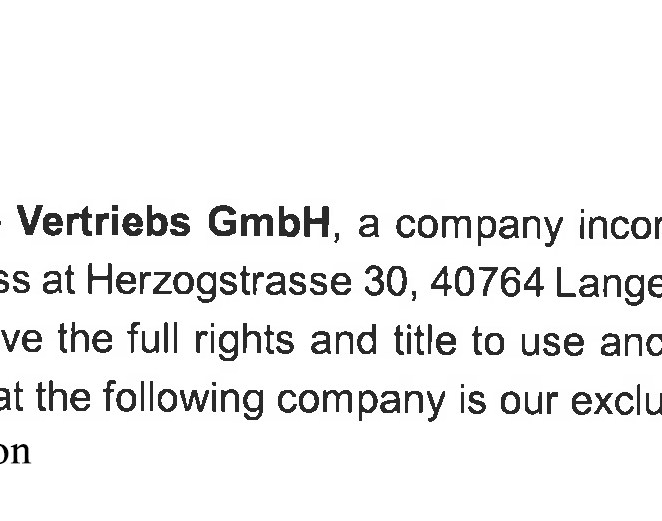 - Vertriebs GmbH, a company incor
ss at Herzogstrasse 30, 40764 Lange
ve the full rights and title to use and
at the following company is our exclu
on